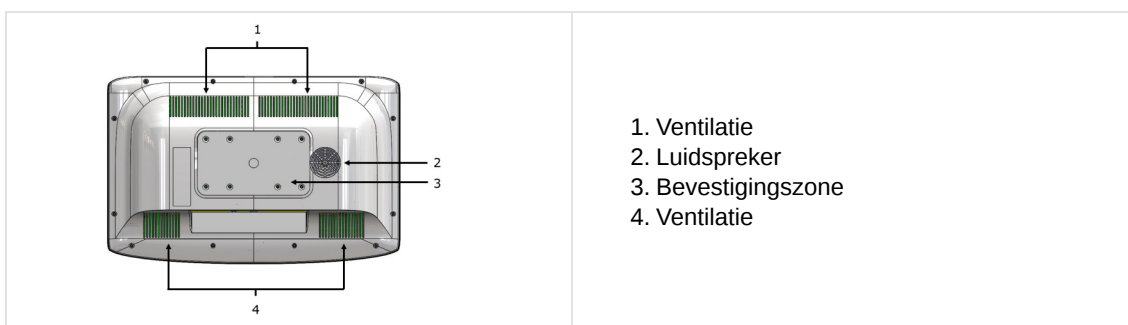 1
2
3
4
1. Ventilatie
2. Luidspreker
3. Bevestigingszone
4. Ventilatie